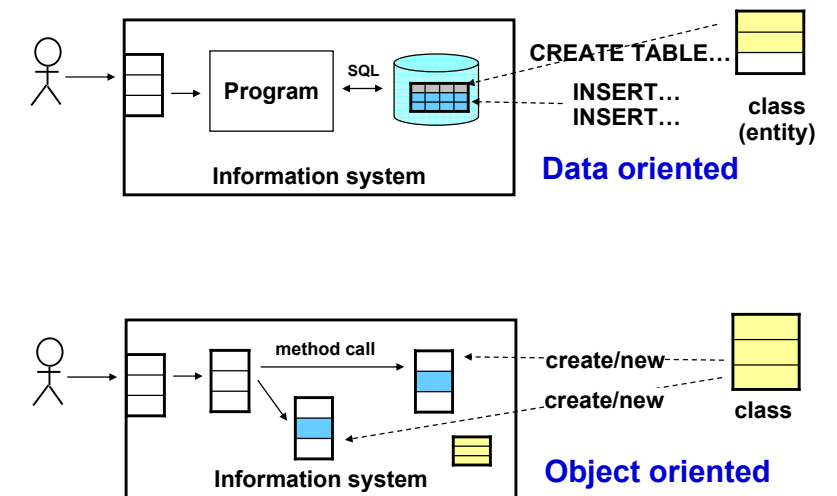 CREATE TABLE…
SQL
Program
INSERT…
INSERT…
class
(entity)
Information system
Data oriented
method call
create/new
create/new
class
Information system
Object oriented